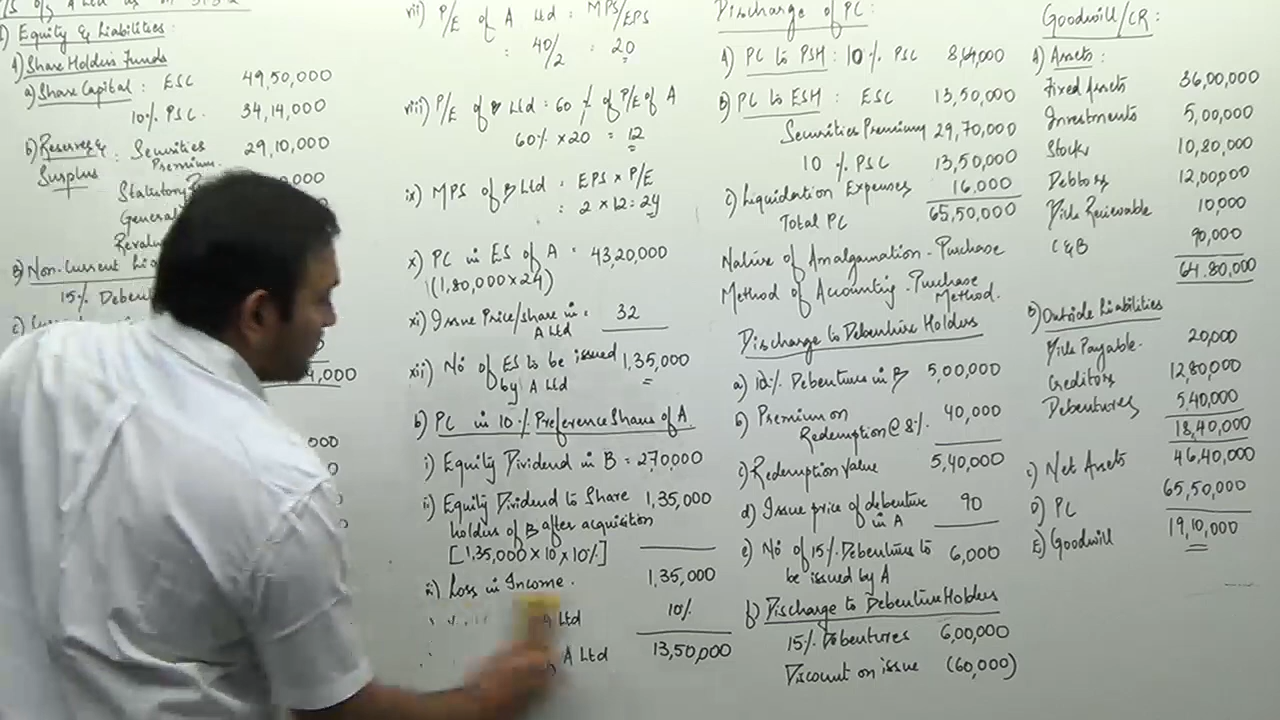 I) Equity & Liabilities :
A) Share Holders Funds
a) Share Capital : ESC 49,50,000
10% PSC. 34,14,000
b) Reserves & Surplus : Securities Premium. 29,10,000
Statutory
General
B) Non-Current
15% Deben
vii) P/E of A Ltd = MPS/EPS
= 40/2 = 20
viii) P/E of B Ltd = 60 % of P/E of A
60% × 20 = 12
ix) MPS of B Ltd = EPS × P/E
= 2 × 12 = 24
x) PC in ES of A = 43,20,000
(1,80,000 × 24)
xi) Issue Price/share in A Ltd = 32
xii) No of ES to be issued by A Ltd 1,35,000
b) PC in 10% Preference Share of A
i) Equity Dividend in B = 270,000
ii) Equity Dividend to Share 1,35,000
holders of B after acquisition
[1,35,000 × 10 × 10%]
iii) Loss in Income. 1,35,000
A Ltd 10%
A Ltd 13,50,000
Discharge of PC:
A) PC to PSH : 10% PSC 8,64,000
B) PC to ESH : ESC 13,50,000
Securities Premium 29,70,000
10 % PSC 13,50,000
C) Liquidation Expenses 16,000
Total PC 65,50,000
Nature of Amalgamation - Purchase
Method of Accounting - Purchase Method.
Discharge to Debenture Holders
a) 10% Debentures in B 5,00,000
b) Premium on
Redemption @ 8%. 40,000
c) Redemption Value 5,40,000
d) Issue price of debenture in A 90
e) No of 15% Debenture to 6,000
be issued by A
f) Discharge to Debenture Holders
15% Debentures 6,00,000
Discount on issue (60,000)
Goodwill/CR :
A) Assets :
Fixed Assets 36,00,000
Investments 5,00,000
Stocks 10,80,000
Debtors 12,00,000
Bills Receivable 10,000
C&B 90,000
64,80,000
B) Outside Liabilities
Bills Payable. 20,000
Creditors 12,80,000
Debentures 5,40,000
18,40,000
C) Net Assets 46,40,000
D) PC 65,50,000
E) Goodwill 19,10,000